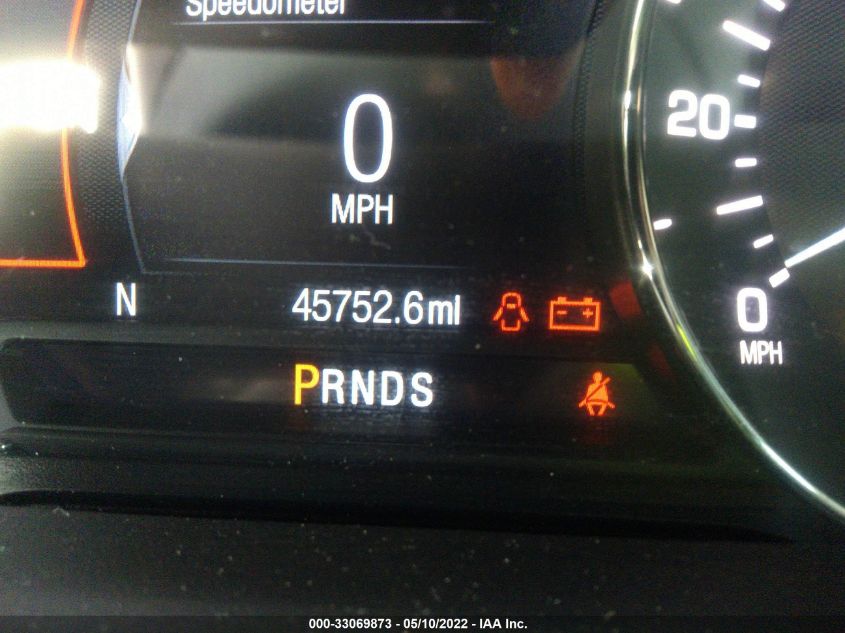 Speedometer
0
MPH
20
N 45752.6mi
0
MPH
PRNDS
000-33069873 - 05/10/2022 - IAA Inc.